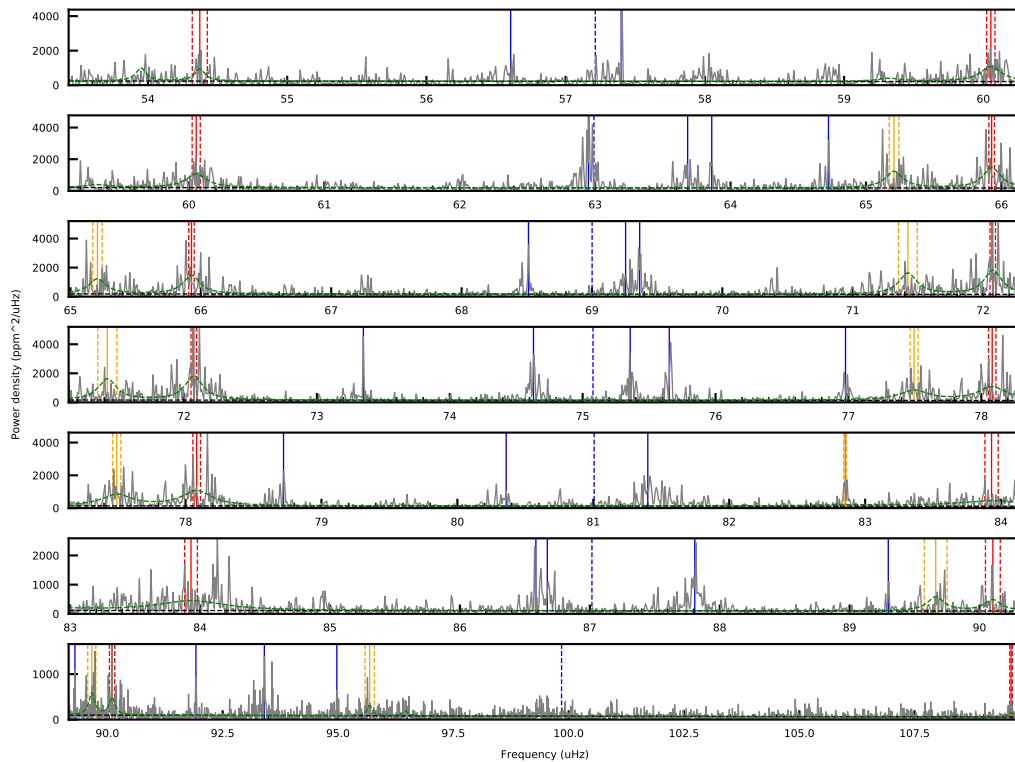 4000
2000
0
54 55 56 57 58 59 60
4000
2000
0
60 61 62 63 64 65 66
4000
2000
0
65 66 67 68 69 70 71 72
4000
2000
0
72 73 74 75 76 77 78
4000
2000
0
78 79 80 81 82 83 84
2000
1000
0
83 84 85 86 87 88 89 90
1000
0
90.0 92.5 95.0 97.5 100.0 102.5 105.0 107.5
Power density (ppm^2/uHz)
Frequency (uHz)